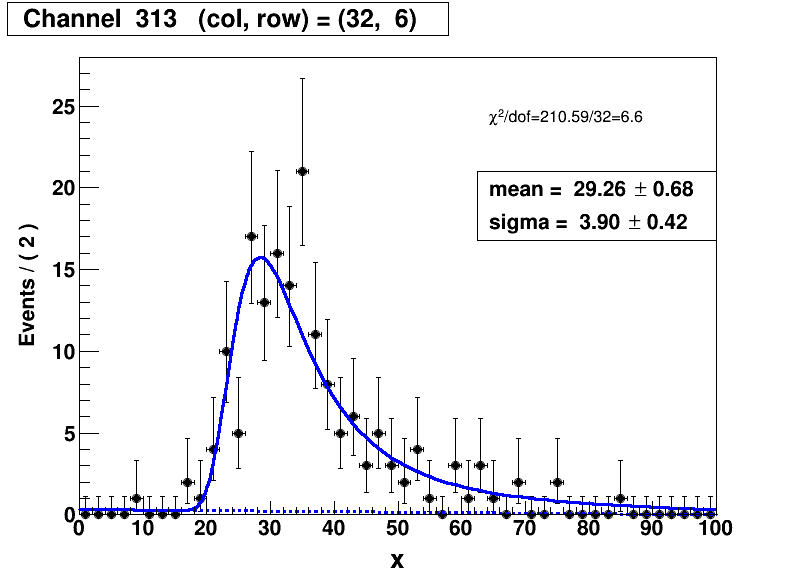 Channel 313 (col, row) = (32, 6)
χ²/dof=210.59/32=6.6
mean = 29.26 ± 0.68
sigma = 3.90 ± 0.42
Events / ( 2 )
25
20
15
10
5
0
0 10 20 30 40 50 60 70 80 90 100
x